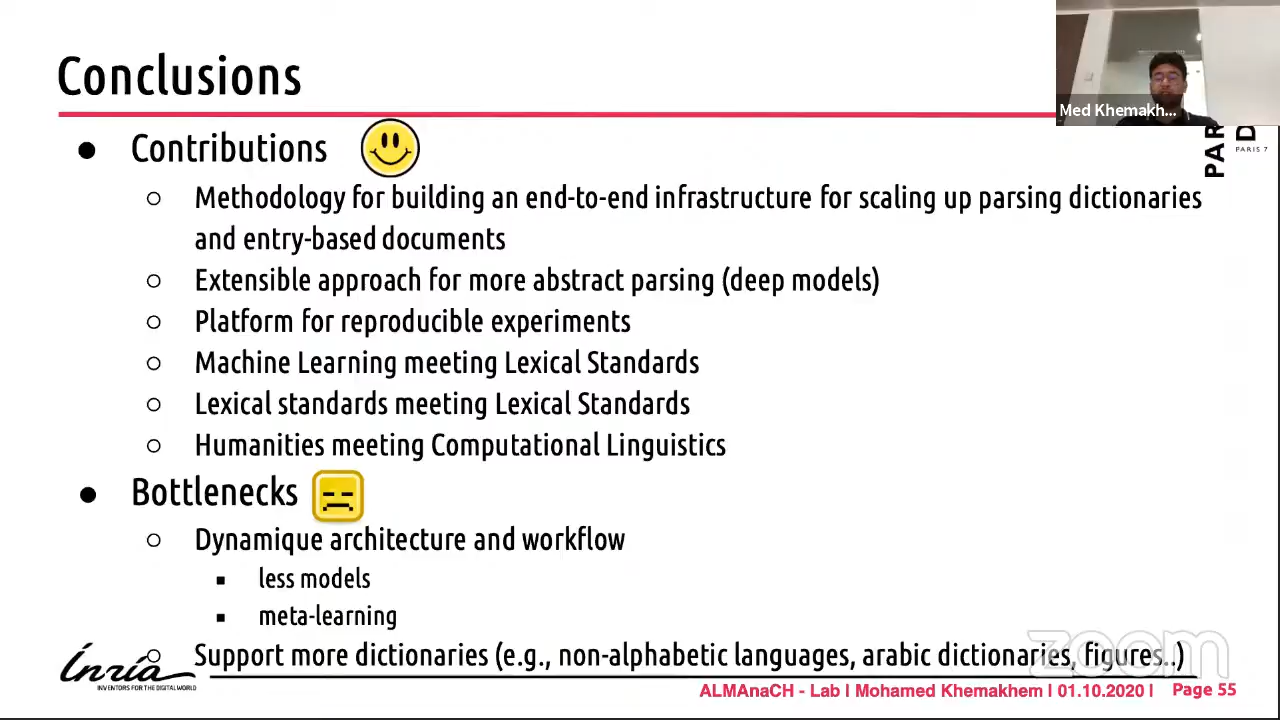 Conclusions
Med Khemakh...
PAR
D
PARIS 7
● Contributions
○ Methodology for building an end-to-end infrastructure for scaling up parsing dictionaries
and entry-based documents
○ Extensible approach for more abstract parsing (deep models)
○ Platform for reproducible experiments
○ Machine Learning meeting Lexical Standards
○ Lexical standards meeting Lexical Standards
○ Humanities meeting Computational Linguistics
● Bottlenecks
○ Dynamique architecture and workflow
▪ less models
▪ meta-learning
○ Support more dictionaries (e.g., non-alphabetic languages, arabic dictionaries, figures..)
zoom
Inría
INVENTORS FOR THE DIGITAL WORLD
ALMAnaCH - Lab | Mohamed Khemakhem | 01.10.2020 | Page 55